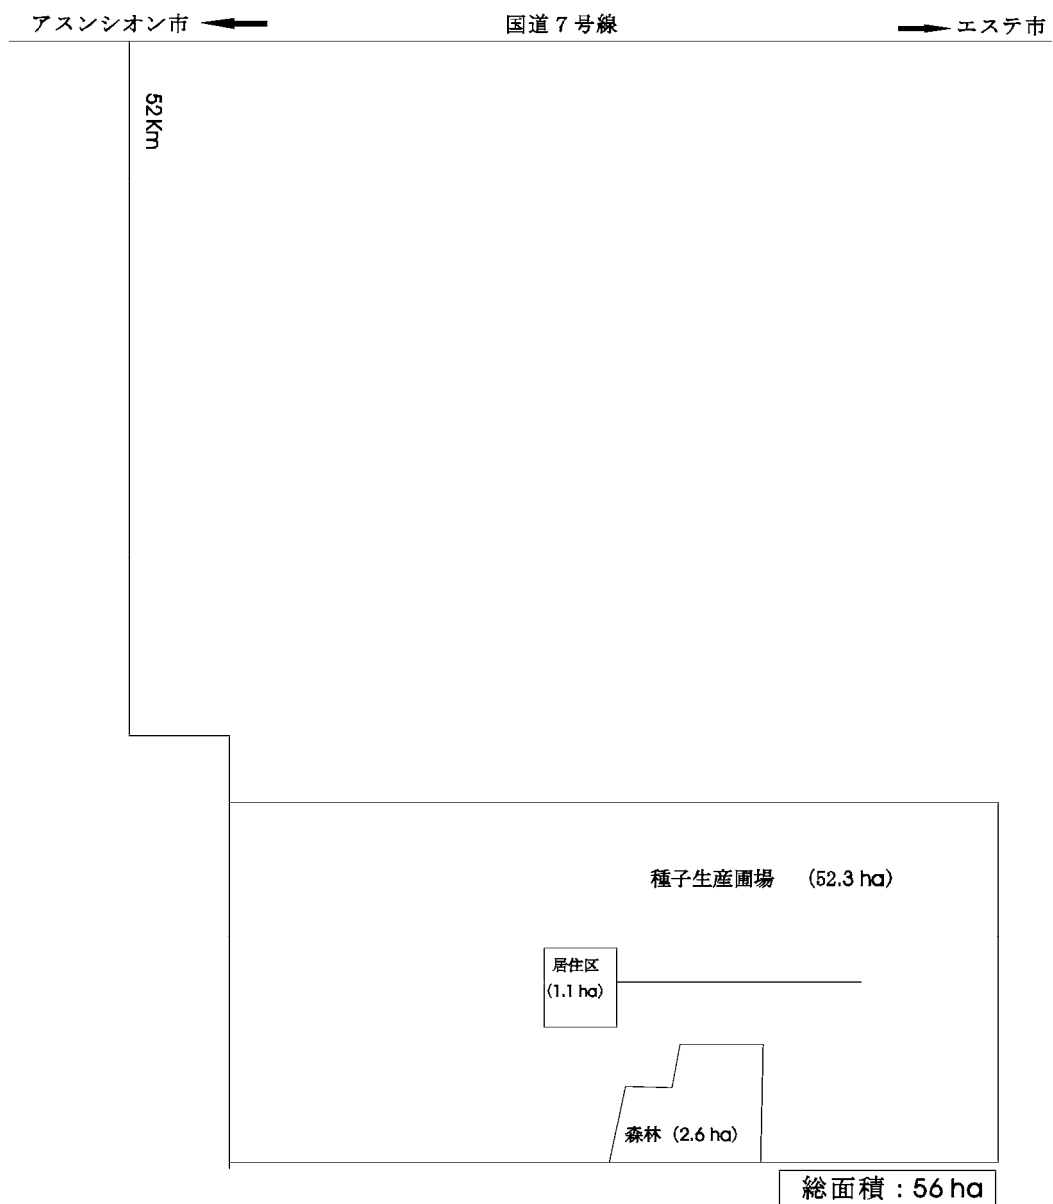 アスンシオン市 国道7号線 エステ市
52Km
種子生産圃場 (52.3 ha)
居住区
(1.1 ha)
森林 (2.6 ha)
総面積：56 ha